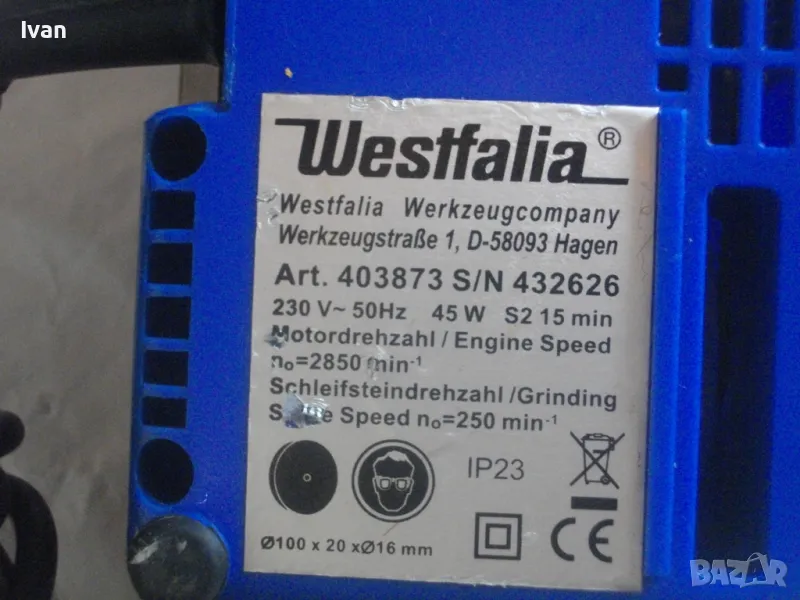 Ivan
Westfalia®
Westfalia Werkzeugcompany
Werkzeugstraße 1, D-58093 Hagen
Art. 403873 S/N 432626
230 V~ 50Hz 45 W S2 15 min
Motordrehzahl / Engine Speed
n₀=2850 min⁻¹
Schleifsteindrehzahl /Grinding
Speed n₀=250 min⁻¹
IP23
Ø100 x 20 xØ16 mm
CE
BAZAR